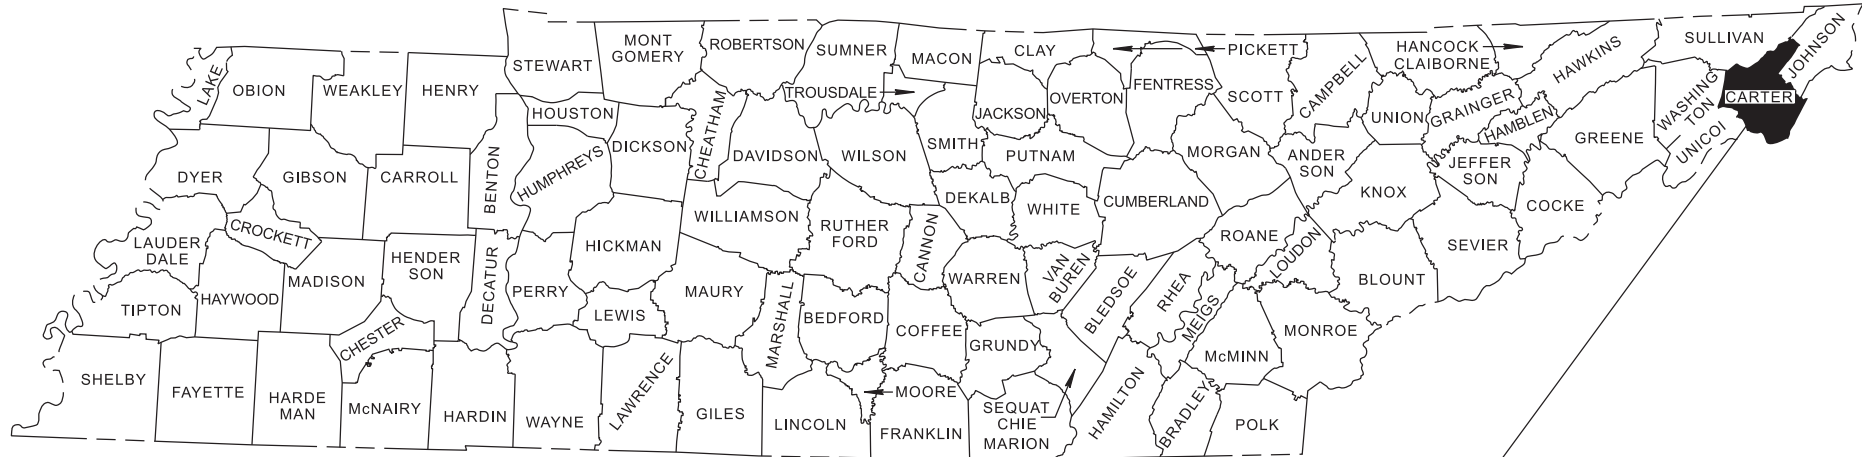 LAKE
OBION
WEAKLEY
HENRY
STEWART
MONT
GOMERY
ROBERTSON
SUMNER
TROUSDALE
MACON
CLAY
PICKETT
FENTRESS
SCOTT
CAMPBELL
HANCOCK
CLAIBORNE
HAWKINS
SULLIVAN
JOHNSON
CARTER
WASHING
TON
UNICOI
GREENE
HAMBLEN
GRAINGER
UNION
OVERTON
JACKSON
SMITH
PUTNAM
MORGAN
ANDER
SON
KNOX
JEFFER
SON
COCKE
SEVIER
BLOUNT
LOUDON
ROANE
CUMBERLAND
WHITE
DEKALB
WILSON
DAVIDSON
CHEATHAM
DICKSON
HOUSTON
HUMPHREYS
BENTON
CARROLL
GIBSON
DYER
LAUDER
DALE
CROCKETT
TIPTON
HAYWOOD
MADISON
HENDER
SON
DECATUR
PERRY
HICKMAN
LEWIS
WILLIAMSON
MAURY
MARSHALL
RUTHER
FORD
CANNON
BEDFORD
COFFEE
WARREN
VAN
BUREN
GRUNDY
BLEDSOE
RHEA
MEIGS
McMINN
MONROE
SHELBY
FAYETTE
HARDE
MAN
CHESTER
McNAIRY
HARDIN
WAYNE
LAWRENCE
GILES
LINCOLN
MOORE
FRANKLIN
SEQUAT
CHIE
MARION
HAMILTON
BRADLEY
POLK